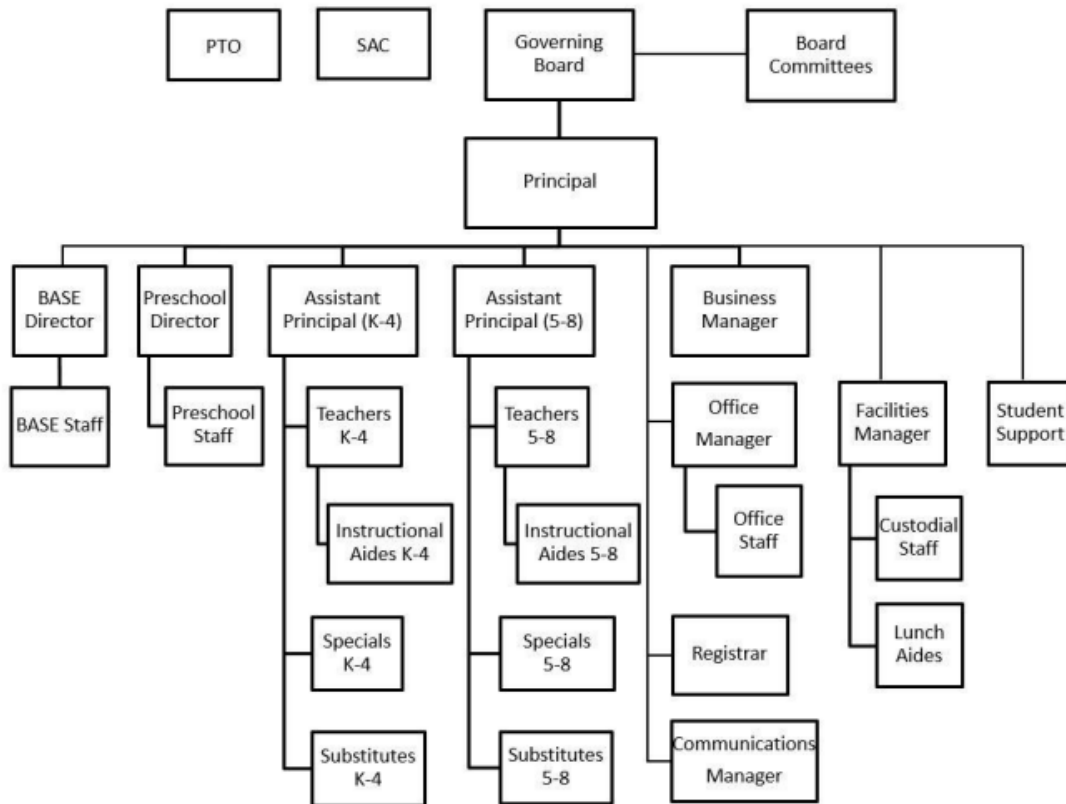 PTO
SAC
Governing
Board
Board
Committees
Principal
BASE
Director
Preschool
Director
Assistant
Principal (K-4)
Assistant
Principal (5-8)
Business
Manager
BASE Staff
Preschool
Staff
Teachers
K-4
Teachers
5-8
Office
Manager
Facilities
Manager
Student
Support
Instructional
Aides K-4
Instructional
Aides 5-8
Office
Staff
Custodial
Staff
Specials
K-4
Specials
5-8
Registrar
Lunch
Aides
Substitutes
K-4
Substitutes
5-8
Communications
Manager